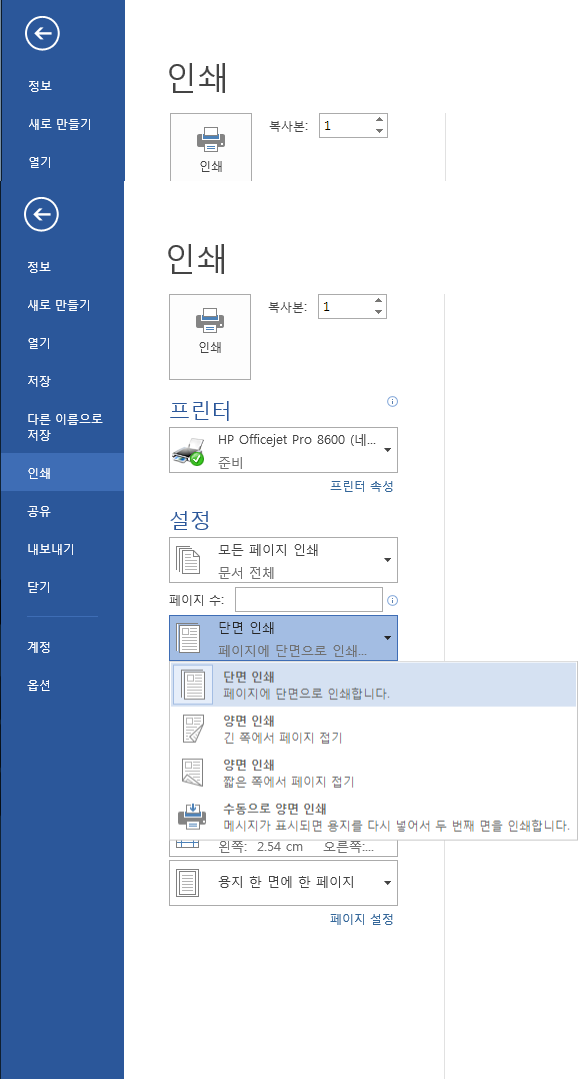 정보
새로 만들기
열기
인쇄
인쇄
복사본:
1
정보
새로 만들기
열기
저장
다른 이름으로
저장
인쇄
공유
내보내기
닫기
계정
옵션
인쇄
인쇄
복사본:
1
프린터
HP Officejet Pro 8600 (네...
준비
프린터 속성
설정
모든 페이지 인쇄
문서 전체
페이지 수:
단면 인쇄
페이지에 단면으로 인쇄...
단면 인쇄
페이지에 단면으로 인쇄합니다.
양면 인쇄
긴 쪽에서 페이지 접기
양면 인쇄
짧은 쪽에서 페이지 접기
수동으로 양면 인쇄
메시지가 표시되면 용지를 다시 넣어서 두 번째 면을 인쇄합니다.
왼쪽: 2.54 cm 오른쪽:...
용지 한 면에 한 페이지
페이지 설정